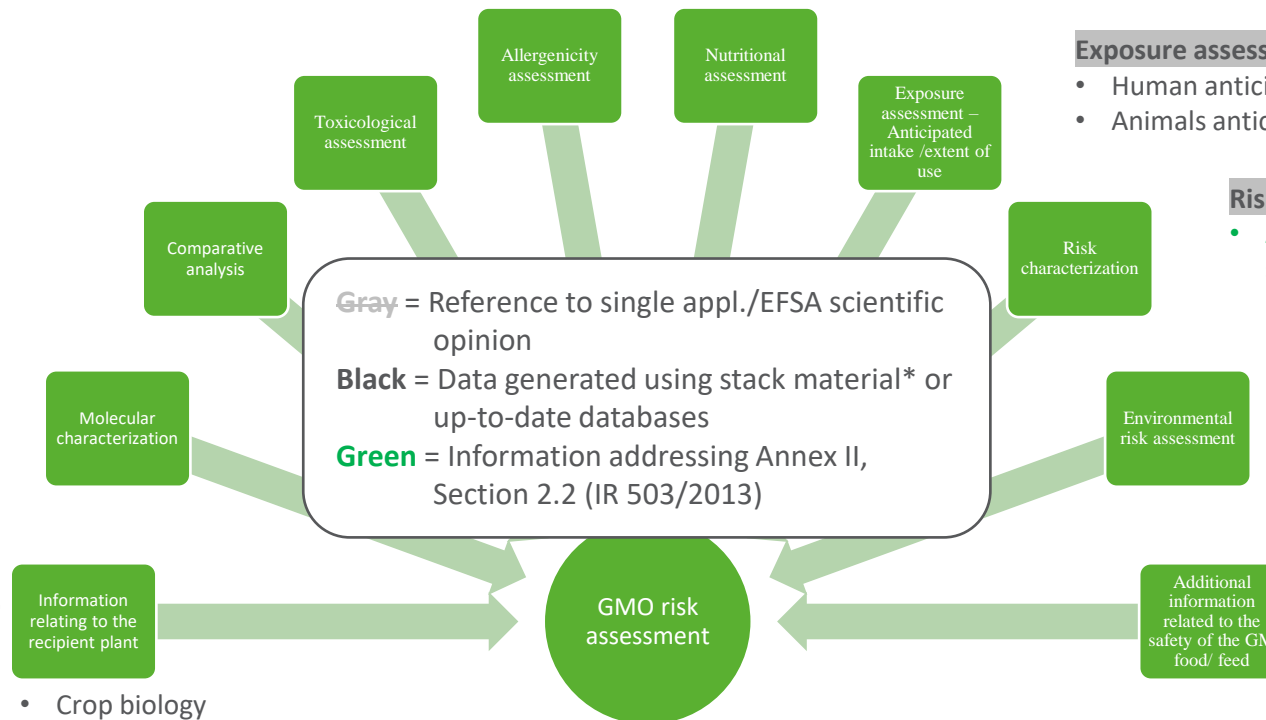 Allergenicity
assessment
Nutritional
assessment
Exposure
assessment –
Anticipated
intake /extent of
use
Exposure assess
• Human antici
• Animals antic
Toxicological
assessment
Ris
•
Comparative
analysis
Risk
characterization
Gray = Reference to single appl./EFSA scientific
opinion
Black = Data generated using stack material* or
up-to-date databases
Green = Information addressing Annex II,
Section 2.2 (IR 503/2013)
Molecular
characterization
Environmental
risk assessment
Information
relating to the
recipient plant
GMO risk
assessment
Additional
information
related to the
safety of the GM
food/ feed
• Crop biology